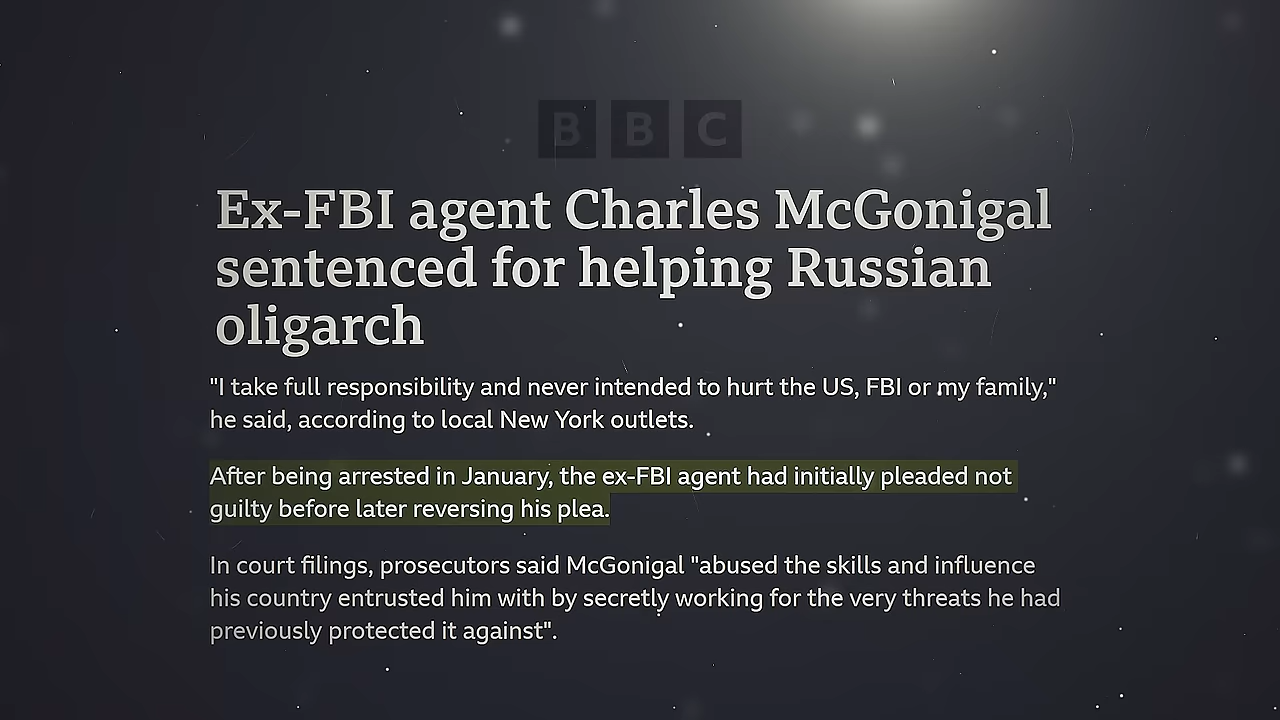 BBC
Ex-FBI agent Charles McGonigal
sentenced for helping Russian
oligarch
"I take full responsibility and never intended to hurt the US, FBI or my family,"
he said, according to local New York outlets.
After being arrested in January, the ex-FBI agent had initially pleaded not
guilty before later reversing his plea.
In court filings, prosecutors said McGonigal "abused the skills and influence
his country entrusted him with by secretly working for the very threats he had
previously protected it against".